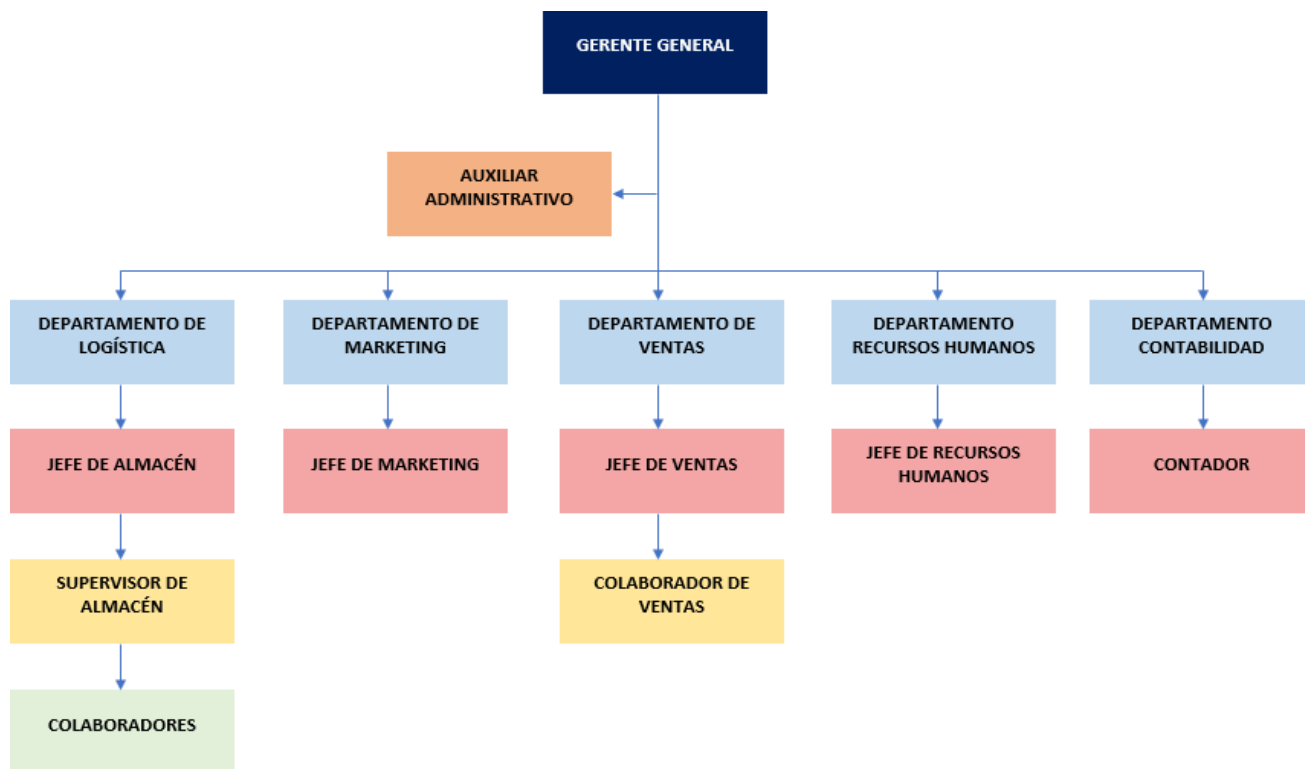 GERENTE GENERAL
AUXILIAR
ADMINISTRATIVO
DEPARTAMENTO DE
LOGÍSTICA
DEPARTAMENTO DE
MARKETING
DEPARTAMENTO DE
VENTAS
DEPARTAMENTO
RECURSOS HUMANOS
DEPARTAMENTO
CONTABILIDAD
JEFE DE ALMACÉN
JEFE DE MARKETING
JEFE DE VENTAS
JEFE DE RECURSOS
HUMANOS
CONTADOR
SUPERVISOR DE
ALMACÉN
COLABORADOR DE
VENTAS
COLABORADORES